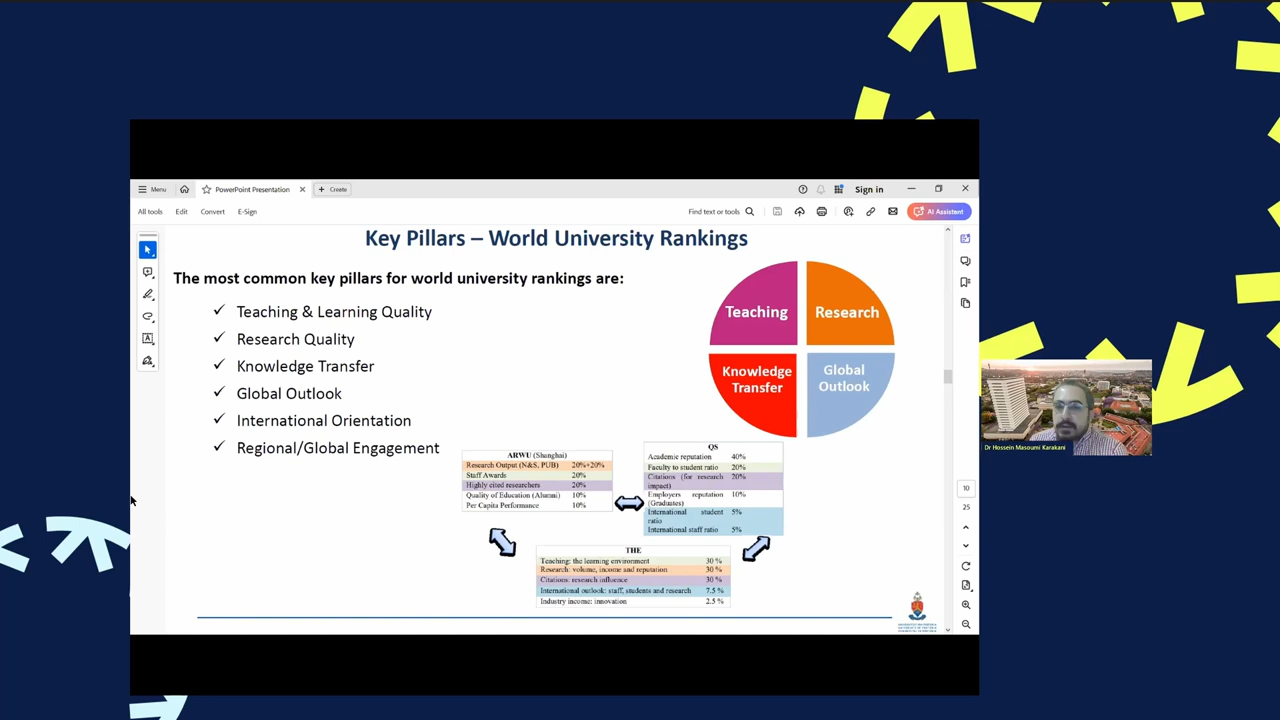 Menu
PowerPoint Presentation
Create
Sign in
All tools
Edit
Convert
E-Sign
Find text or tools
AI Assistant
Key Pillars – World University Rankings
The most common key pillars for world university rankings are:
✓ Teaching & Learning Quality
✓ Research Quality
✓ Knowledge Transfer
✓ Global Outlook
✓ International Orientation
✓ Regional/Global Engagement
Teaching
Research
Knowledge
Transfer
Global
Outlook
ARWU (Shanghai)
Research Output (N&S, PUB) 20%+20%
Staff Awards 20%
Highly cited researchers 20%
Quality of Education (Alumni) 10%
Per Capita Performance 10%
QS
Academic reputation 40%
Faculty to student ratio 20%
Citations (for research 20%
impact)
Employers reputation 10%
(Graduates)
International student 5%
ratio
International staff ratio 5%
THE
Teaching: the learning environment 30 %
Research: volume, income and reputation 30 %
Citations: research influence 30 %
International outlook: staff, students and research 7.5 %
Industry income: innovation 2.5 %
10
25
Dr Hossein Masoumi Karakani